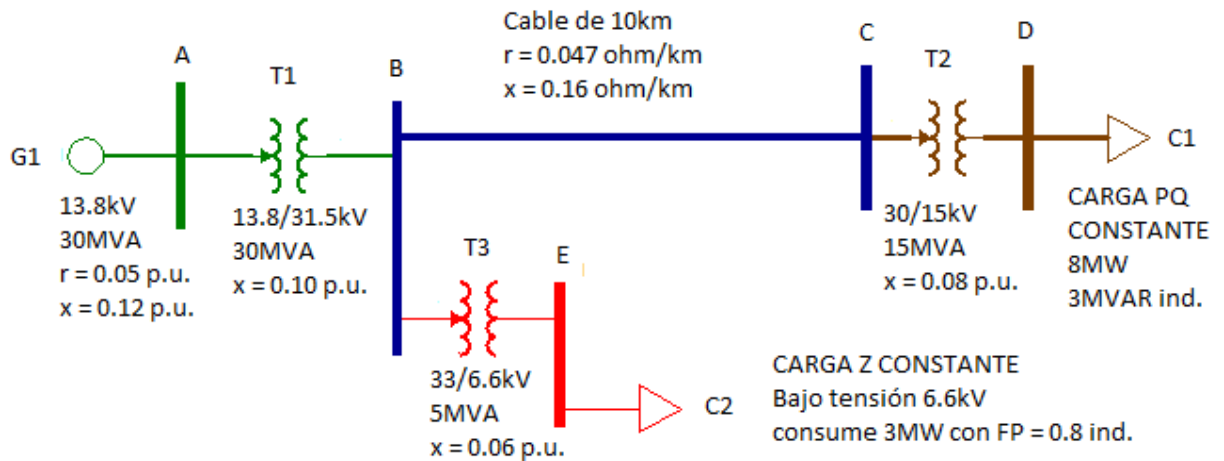 Cable de 10km
r = 0.047 ohm/km
x = 0.16 ohm/km
A
T1
B
C
T2
D
G1
C1
13.8kV
30MVA
r = 0.05 p.u.
x = 0.12 p.u.
13.8/31.5kV
30MVA
x = 0.10 p.u.
30/15kV
15MVA
x = 0.08 p.u.
CARGA PQ
CONSTANTE
8MW
3MVAR ind.
T3
E
33/6.6kV
5MVA
x = 0.06 p.u.
C2
CARGA Z CONSTANTE
Bajo tensión 6.6kV
consume 3MW con FP = 0.8 ind.